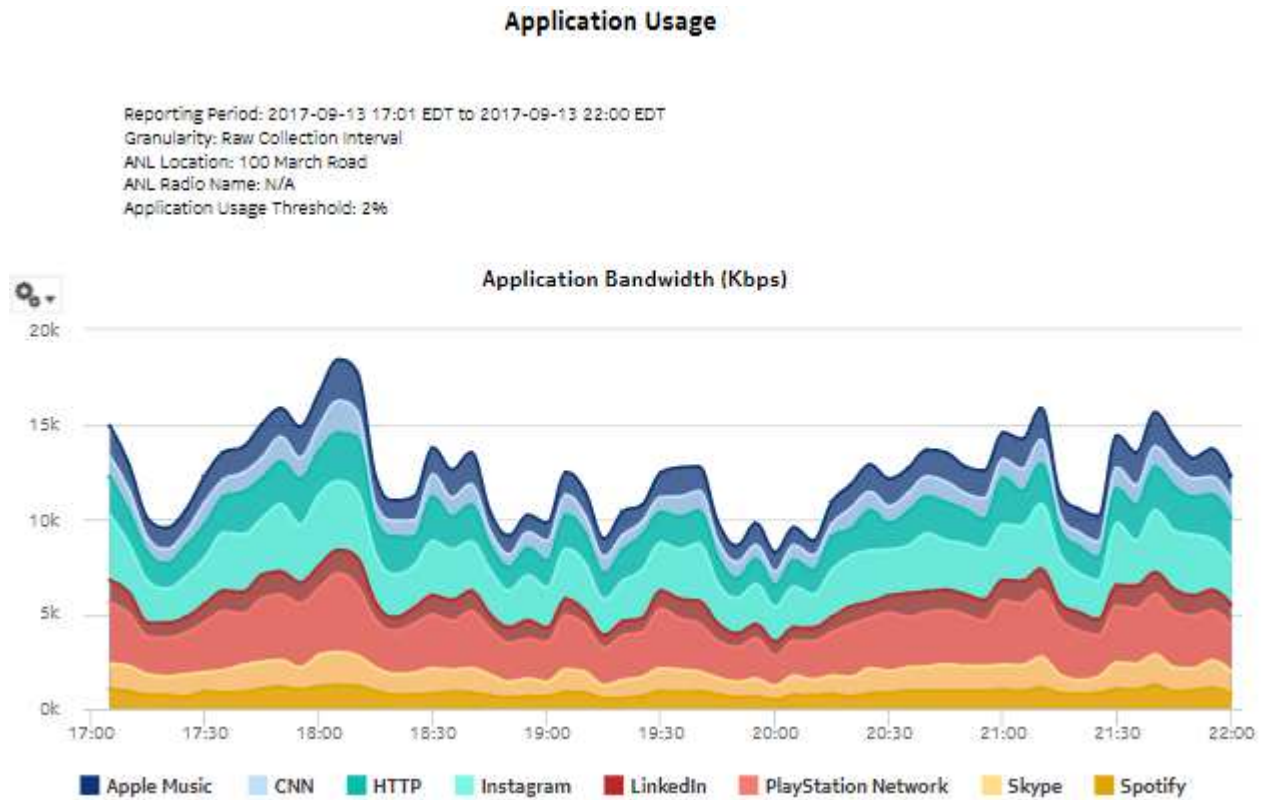 Application Usage
Reporting Period: 2017-09-13 17:01 EDT to 2017-09-13 22:00 EDT
Granularity: Raw Collection Interval
ANL Location: 100 March Road
ANL Radio Name: N/A
Application Usage Threshold: 2%
Application Bandwidth (Kbps)
20k
15k
10k
5k
0k
17:00 17:30 18:00 18:30 19:00 19:30 20:00 20:30 21:00 21:30 22:00
Apple Music CNN HTTP Instagram LinkedIn PlayStation Network Skype Spotify